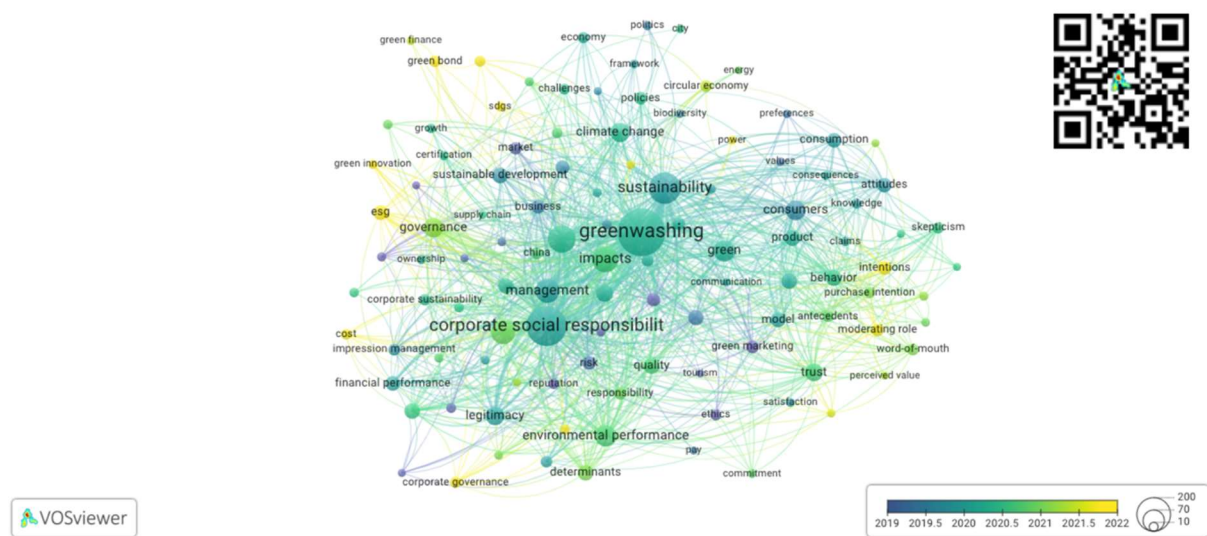 politics
city
green finance
economy
green bond
framework
energy
challenges
circular economy
policies
sdgs
biodiversity
preferences
growth
climate change
power
consumption
market
certification
green innovation
values
sustainable development
consequences
sustainability
attitudes
esg
supply chain
business
consumers
knowledge
governance
greenwashing
skepticism
product
claims
china
green
ownership
impacts
intentions
communication
behavior
management
purchase intention
corporate sustainability
model
antecedents
corporate social responsibilit
moderating role
cost
green marketing
impression management
word-of-mouth
risk
quality
tourism
trust
perceived value
financial performance
reputation
responsibility
satisfaction
legitimacy
ethics
environmental performance
pay
determinants
commitment
corporate governance
VOSviewer
2019 2019.5 2020 2020.5 2021 2021.5 2022
200
70
10